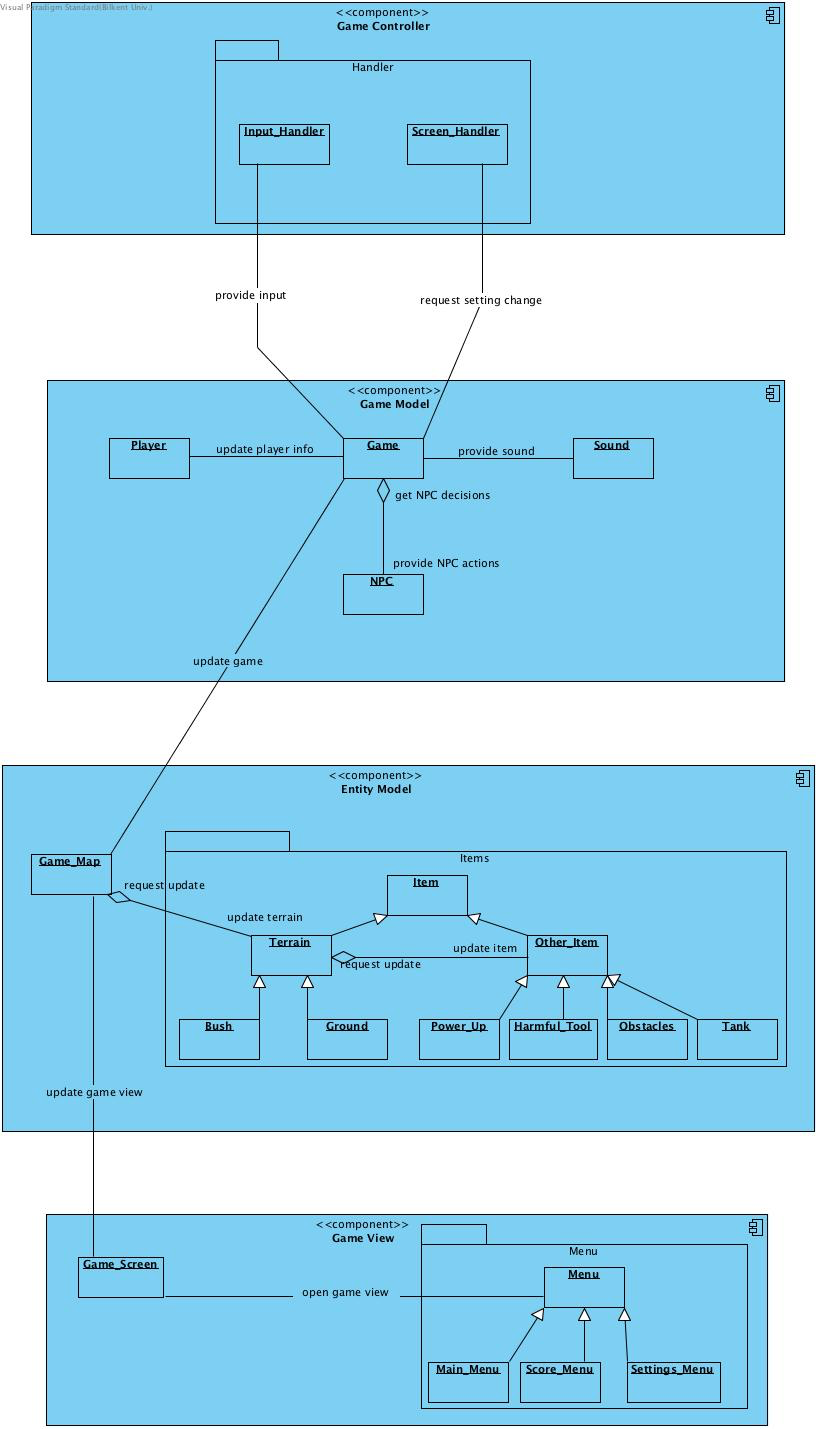 Visual Paradigm Standard(Bilkent Univ.)
<<component>>
Game Controller
Handler
Input_Handler
Screen_Handler
provide input
request setting change
<<component>>
Game Model
Player
update player info
Game
provide sound
Sound
get NPC decisions
provide NPC actions
NPC
update game
<<component>>
Entity Model
Items
Game_Map
Item
request update
update terrain
Terrain
update item
Other_Item
request update
Bush
Ground
Power_Up
Harmful_Tool
Obstacles
Tank
update game view
<<component>>
Game View
Menu
Game_Screen
Menu
open game view
Main_Menu
Score_Menu
Settings_Menu